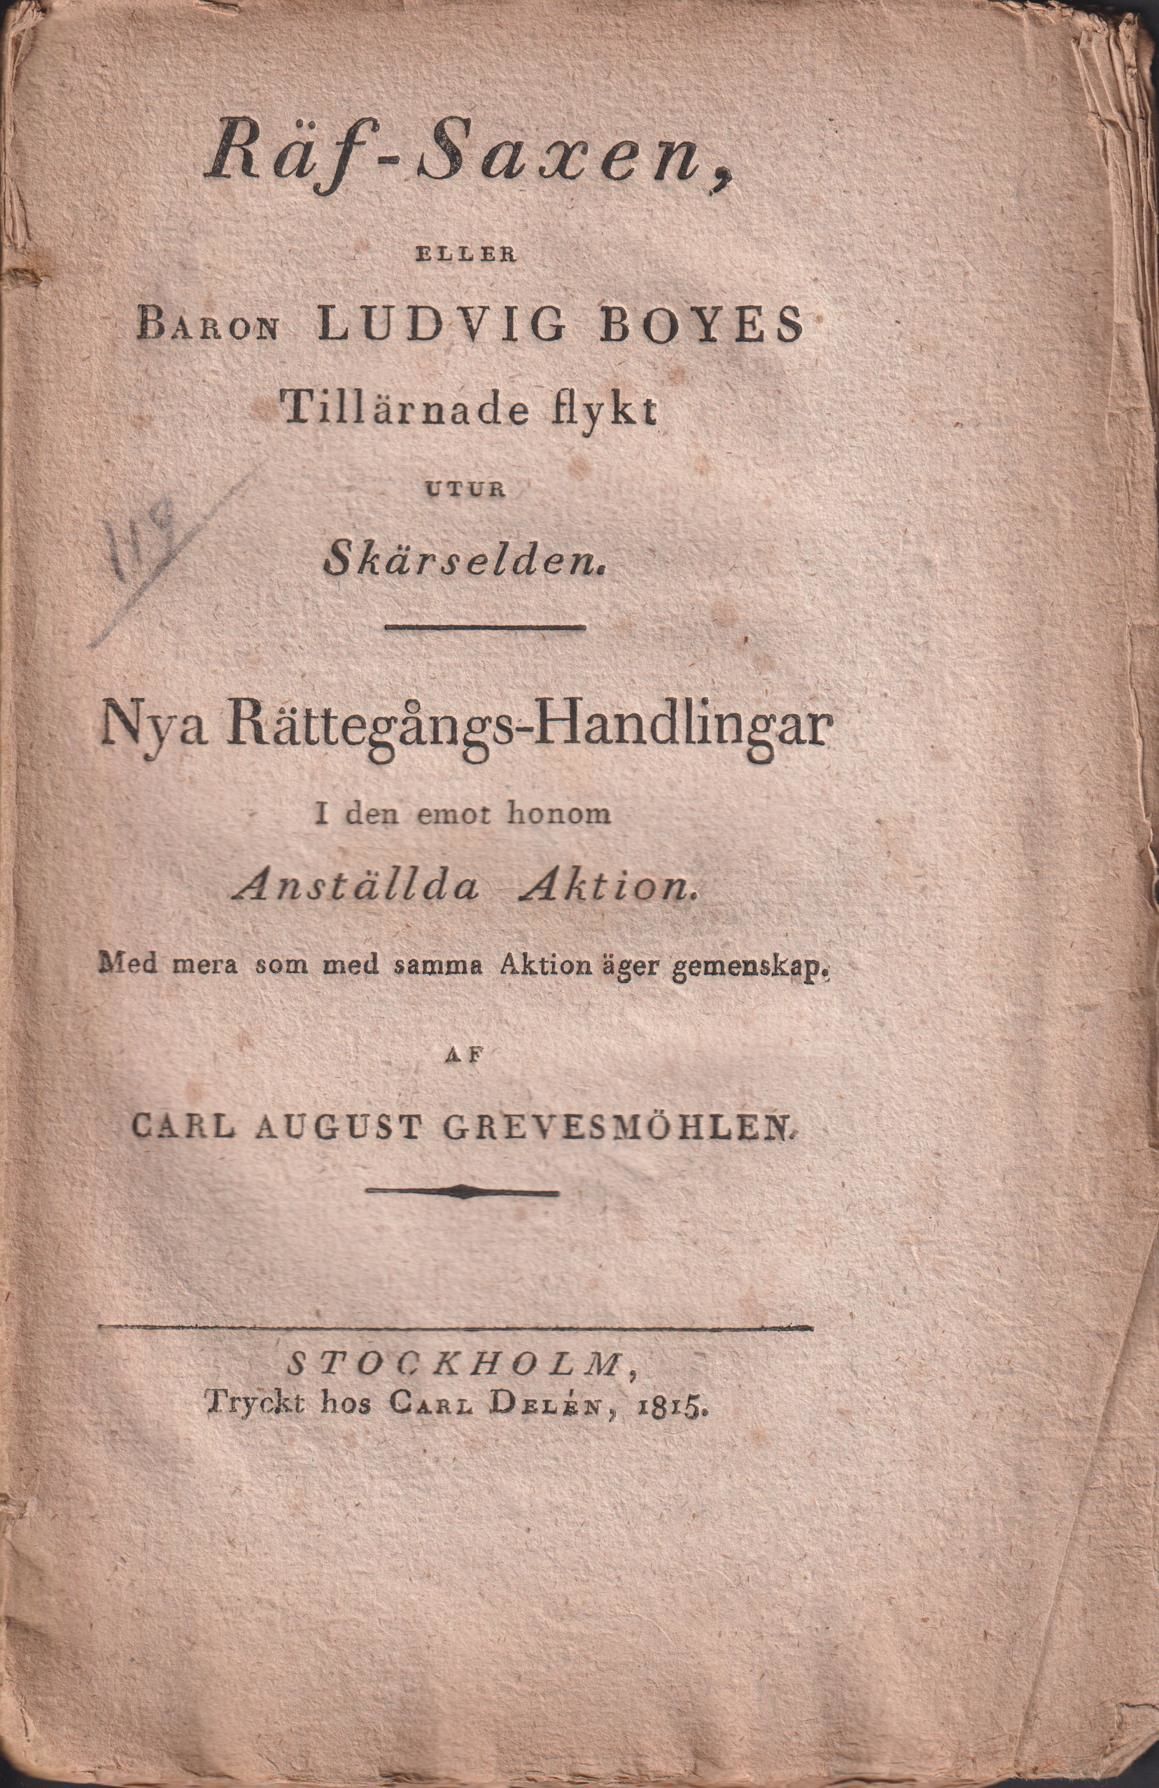 Räf-Saxen,
ELLER
BARON LUDVIG BOYES
Tillärnade flykt
UTUR
Skärselden.
118
Nya Rättegångs-Handlingar
I den emot honom
Anställda Aktion.
Med mera som med samma Aktion äger gemenskap.
AF
CARL AUGUST GREVESMÖHLEN.
STOCKHOLM,
Tryckt hos CARL DELÉN, 1815.